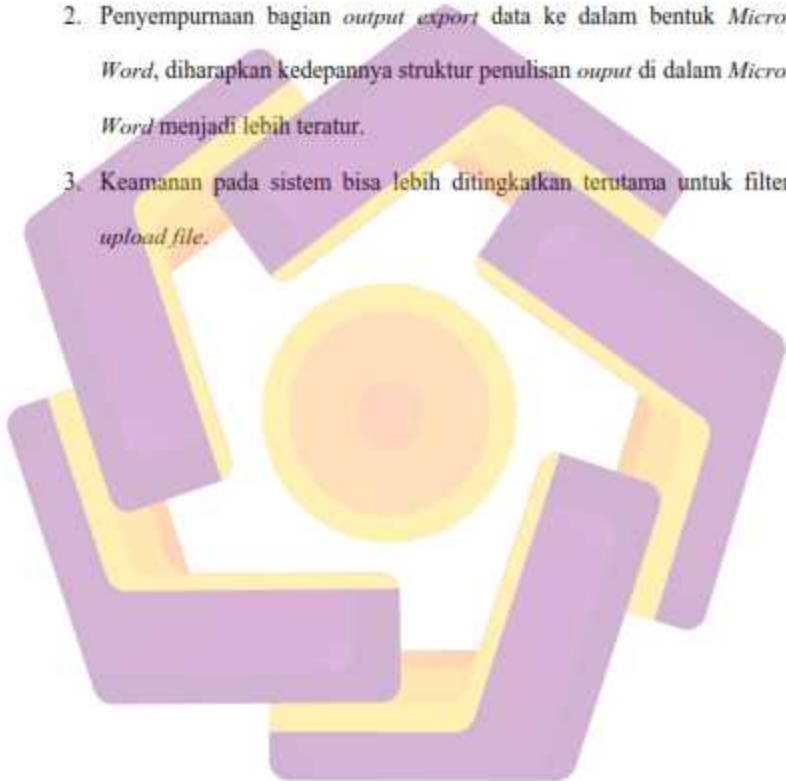 2. Penyempurnaan bagian output export data ke dalam bentuk Micro
Word, diharapkan kedepannya struktur penulisan ouput di dalam Micro
Word menjadi lebih teratur.
3. Keamanan pada sistem bisa lebih ditingkatkan terutama untuk filter
upload file.